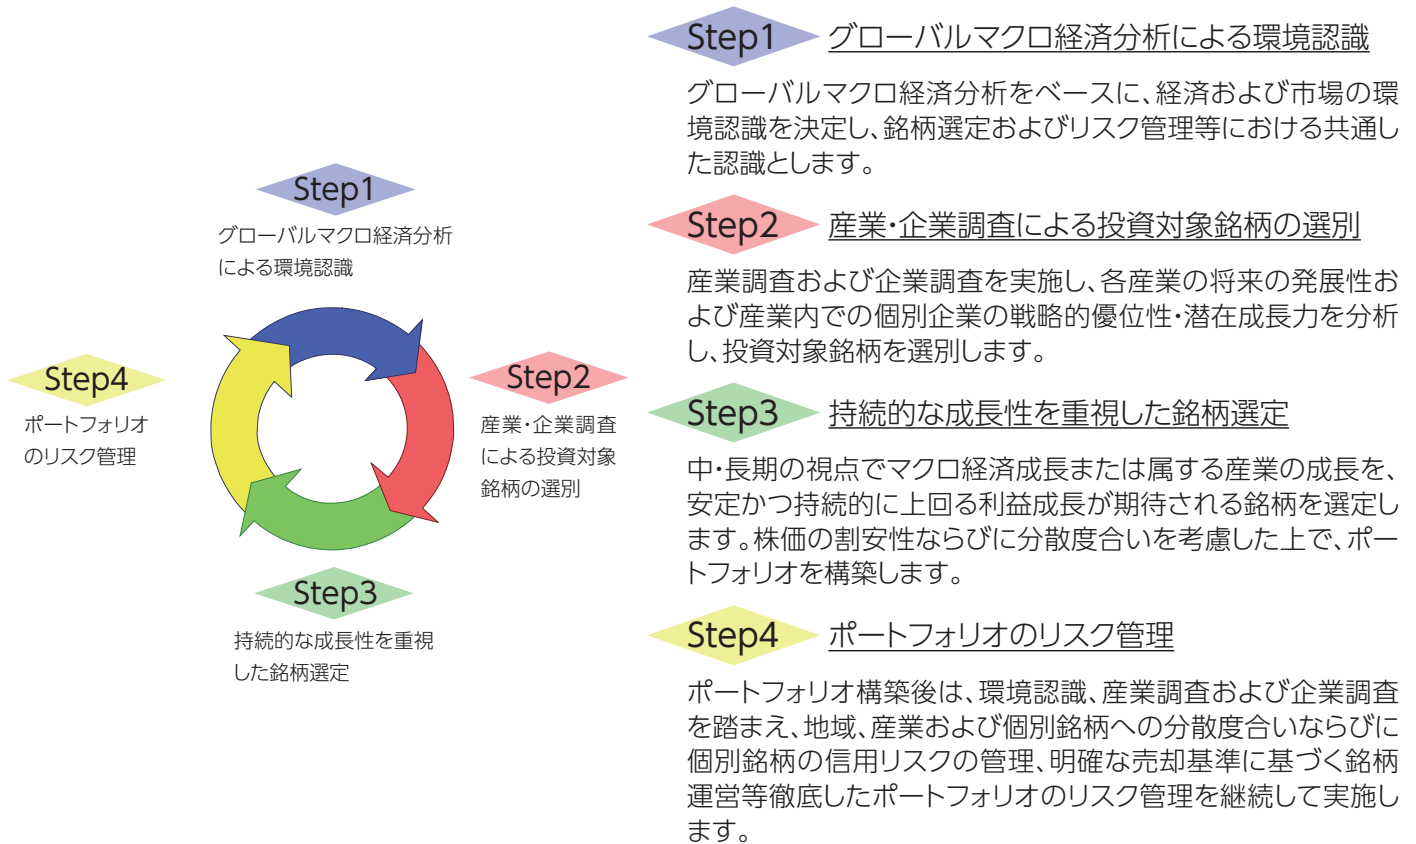 Step1
グローバルマクロ経済分析
による環境認識
Step2
産業・企業調査
による投資対象
銘柄の選別
Step3
持続的な成長性を重視
した銘柄選定
Step4
ポートフォリオ
のリスク管理
Step1 グローバルマクロ経済分析による環境認識
グローバルマクロ経済分析をベースに、経済および市場の環
境認識を決定し、銘柄選定およびリスク管理等における共通し
た認識とします。
Step2 産業・企業調査による投資対象銘柄の選別
産業調査および企業調査を実施し、各産業の将来の発展性お
よび産業内での個別企業の戦略的優位性・潜在成長力を分析
し、投資対象銘柄を選別します。
Step3 持続的な成長性を重視した銘柄選定
中・長期の視点でマクロ経済成長または属する産業の成長を、
安定かつ持続的に上回る利益成長が期待される銘柄を選定し
ます。株価の割安性ならびに分散度合いを考慮した上で、ポー
トフォリオを構築します。
Step4 ポートフォリオのリスク管理
ポートフォリオ構築後は、環境認識、産業調査および企業調査
を踏まえ、地域、産業および個別銘柄への分散度合いならびに
個別銘柄の信用リスクの管理、明確な売却基準に基づく銘柄
運営等徹底したポートフォリオのリスク管理を継続して実施し
ます。